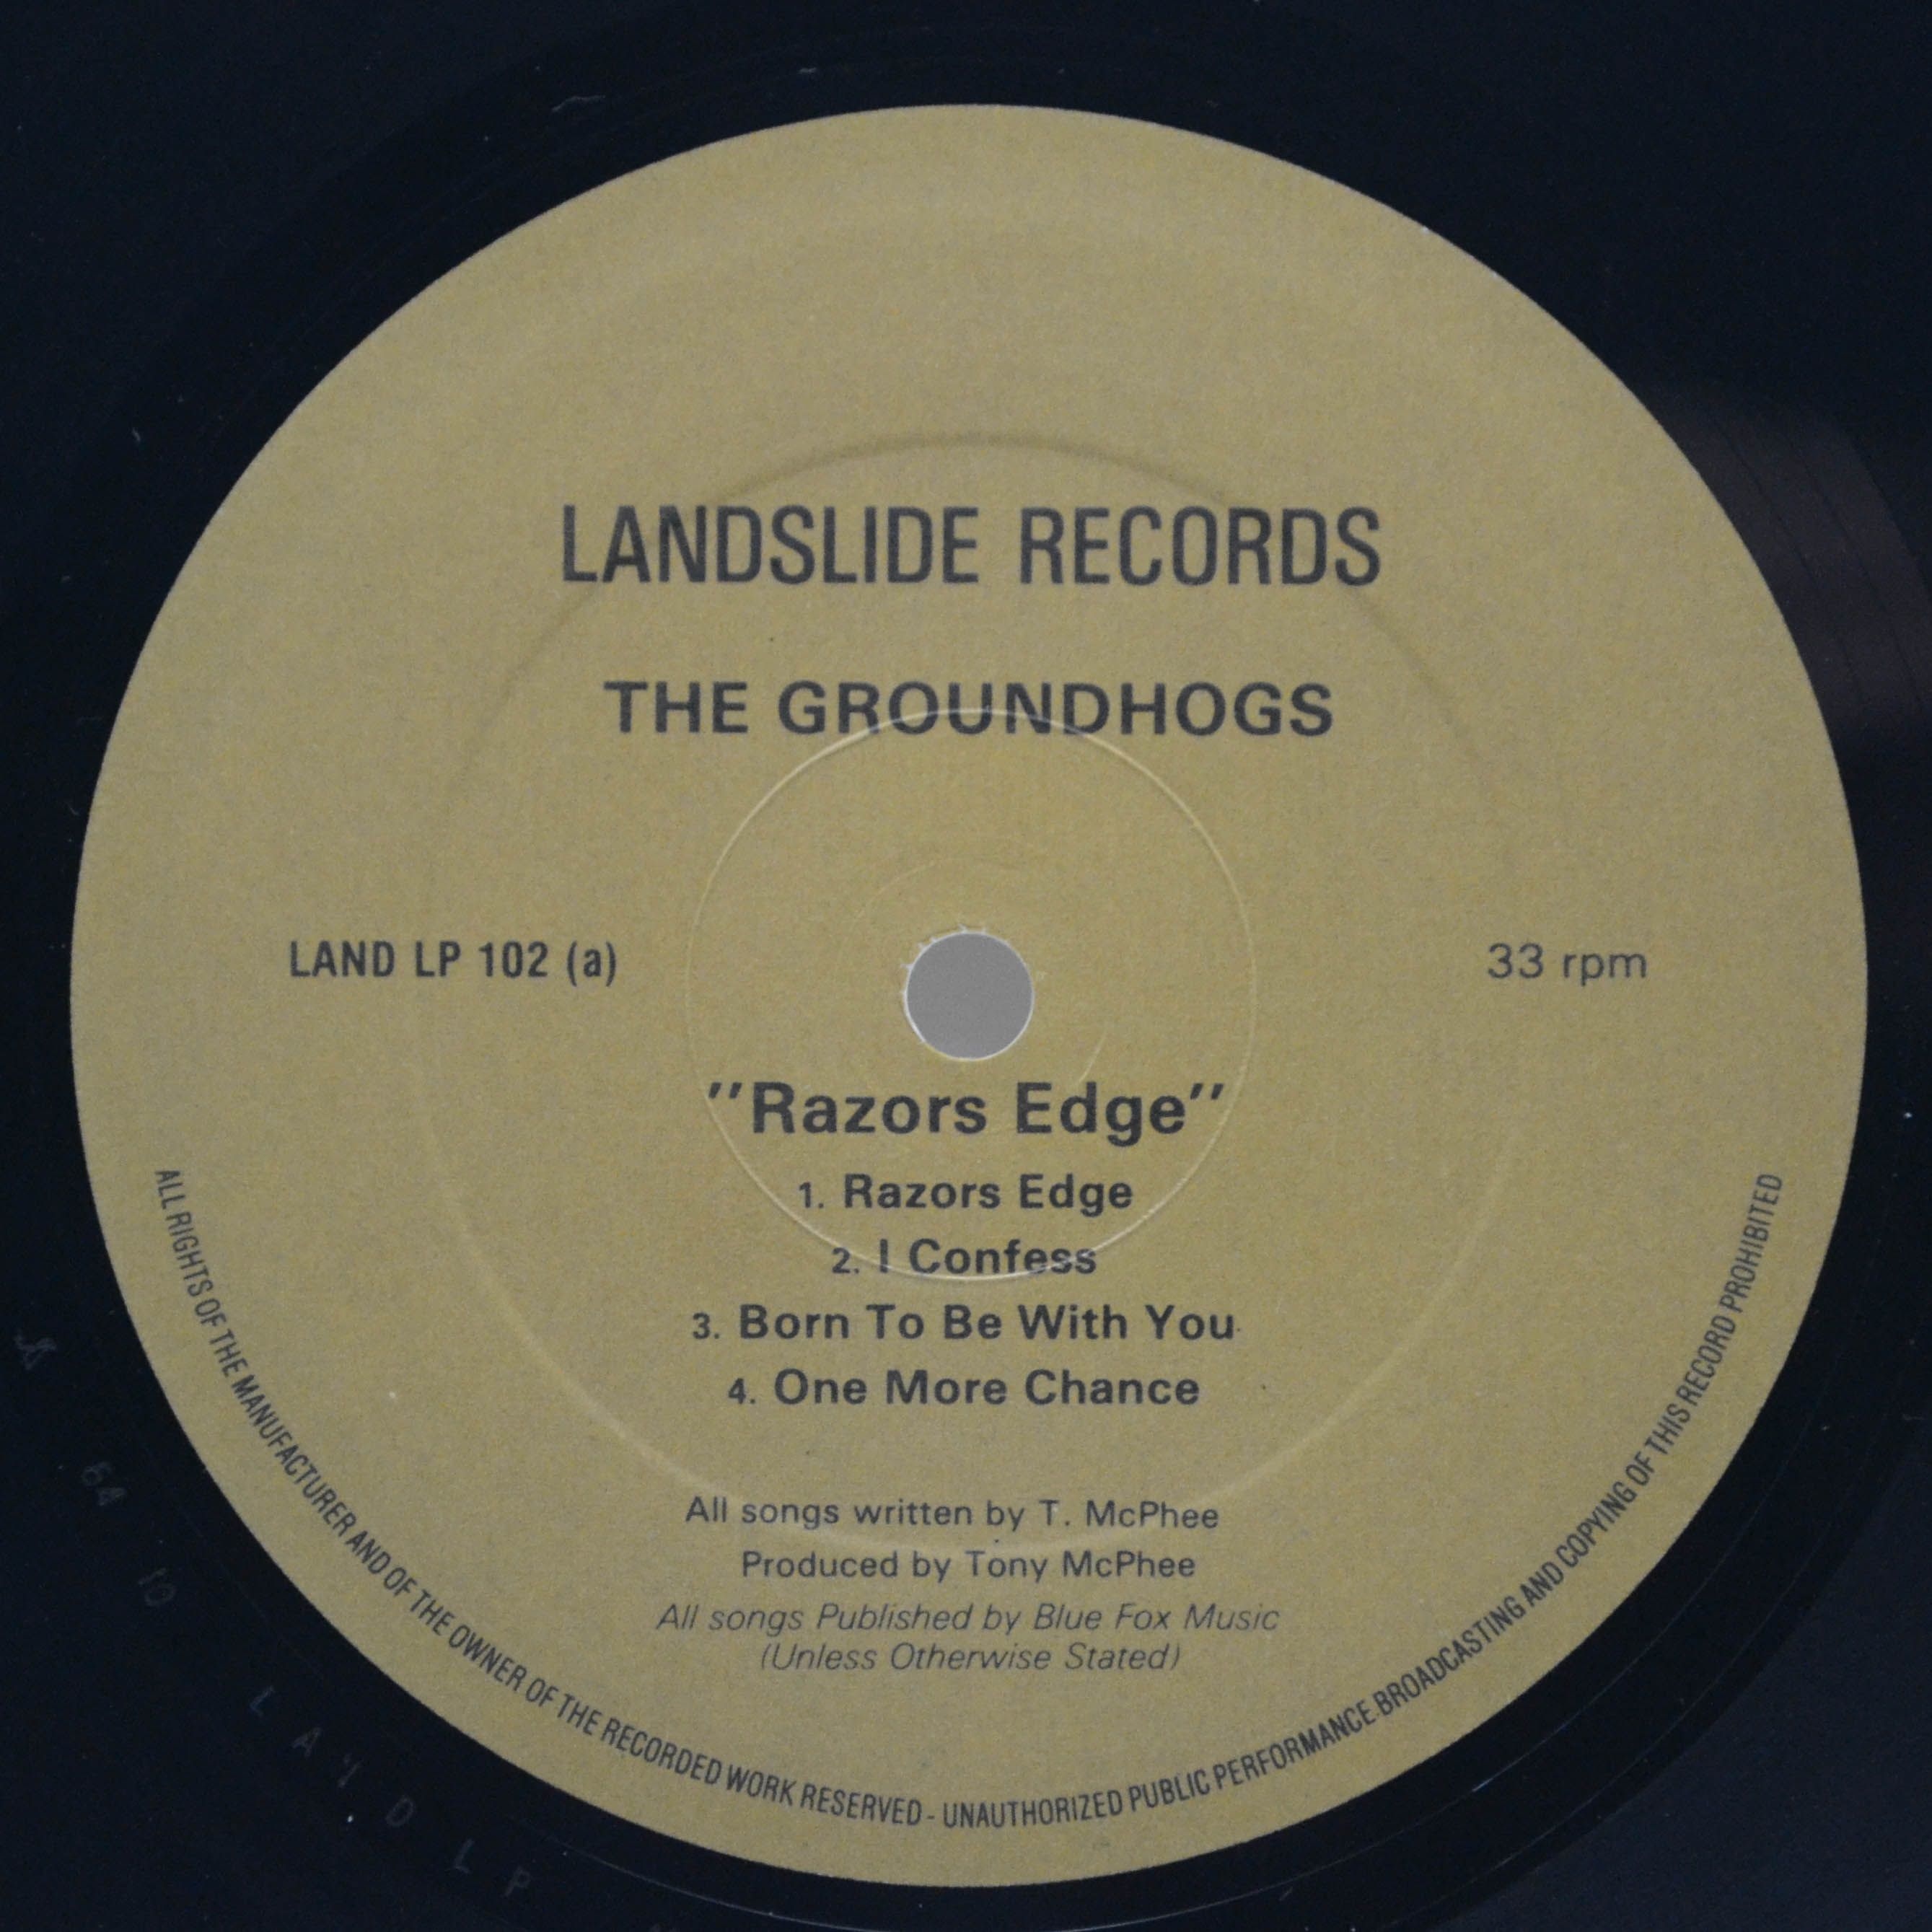 LANDSLIDE RECORDS
THE GROUNDHOGS
LAND LP 102 (a)
33 rpm
"Razors Edge"
1. Razors Edge
2. I Confess
3. Born To Be With You
4. One More Chance
All songs written by T. McPhee
Produced by Tony McPhee
All songs Published by Blue Fox Music
(Unless Otherwise Stated)
ALL RIGHTS OF THE MANUFACTURER AND OF THE OWNER OF THE RECORDED WORK RESERVED - UNAUTHORIZED PUBLIC PERFORMANCE BROADCASTING AND COPYING OF THIS RECORD PROHIBITED
LAND LP